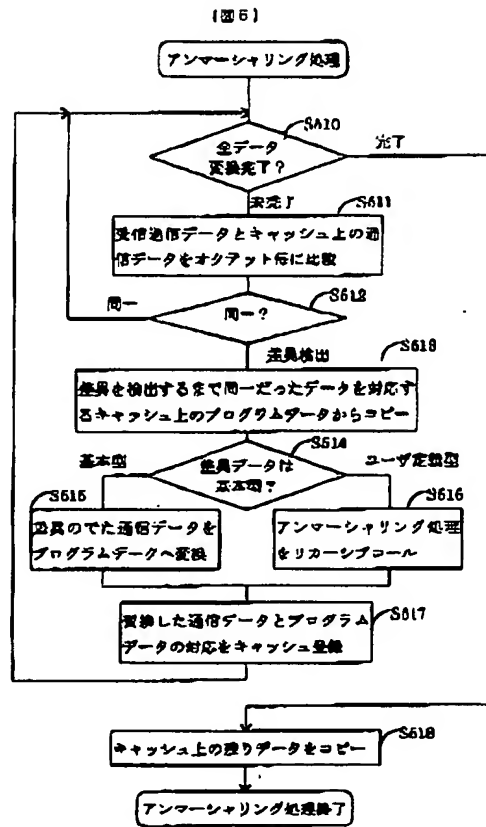 【図6】
アンマーシャリング処理
S610
全データ
変換完了？
完了
未完了
S611
受信通信データとキャッシュ上の通
信データをオクテット毎に比較
S612
同一
同一？
差異検出
S613
差異を検出するまで同一だったデータを対応す
るキャッシュ上のプログラムデータからコピー
S614
基本型
差異データは
基本型？
ユーザ定義型
S615
差異のでた通信データを
プログラムデータへ変換
S616
アンマーシャリング処理
をリカーシブコール
S617
変換した通信データとプログラム
データの対応をキャッシュ登録
S618
キャッシュ上の残りデータをコピー
アンマーシャリング処理終了